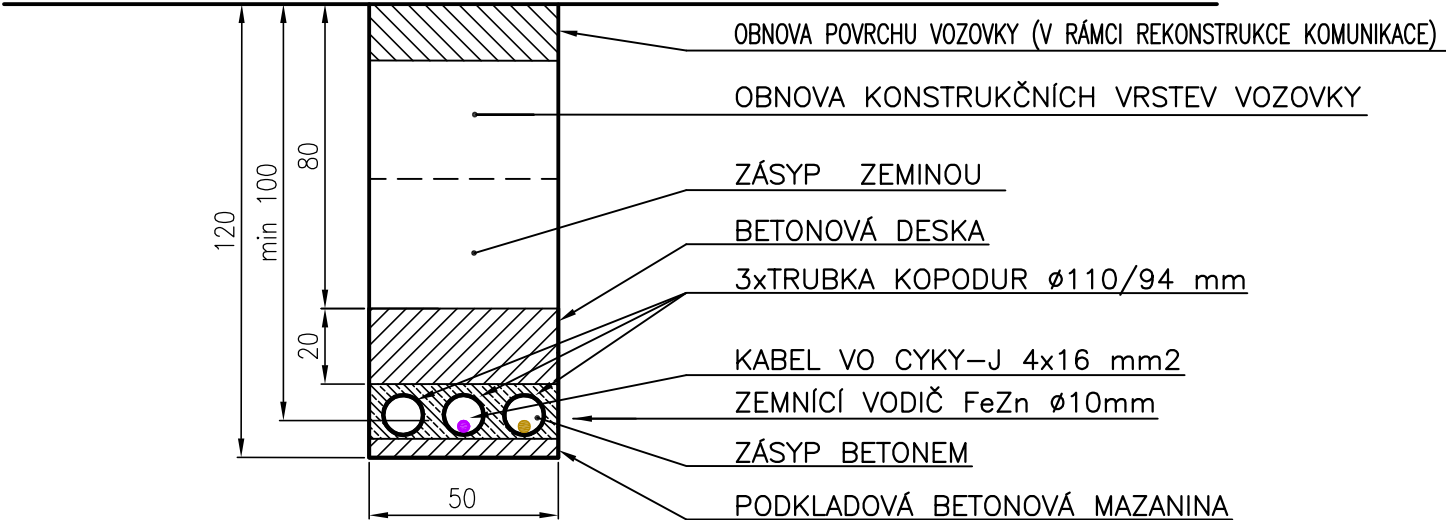 OBNOVA POVRCHU VOZOVKY (V RÁMCI REKONSTRUKCE KOMUNIKACE)
OBNOVA KONSTRUKČNÍCH VRSTEV VOZOVKY
80
min 100
120
ZÁSYP ZEMINOU
BETONOVÁ DESKA
3xTRUBKA KOPODUR ø110/94 mm
20
KABEL VO CYKY-J 4x16 mm2
ZEMNÍCÍ VODIČ FeZn ø10mm
ZÁSYP BETONEM
50
PODKLADOVÁ BETONOVÁ MAZANINA